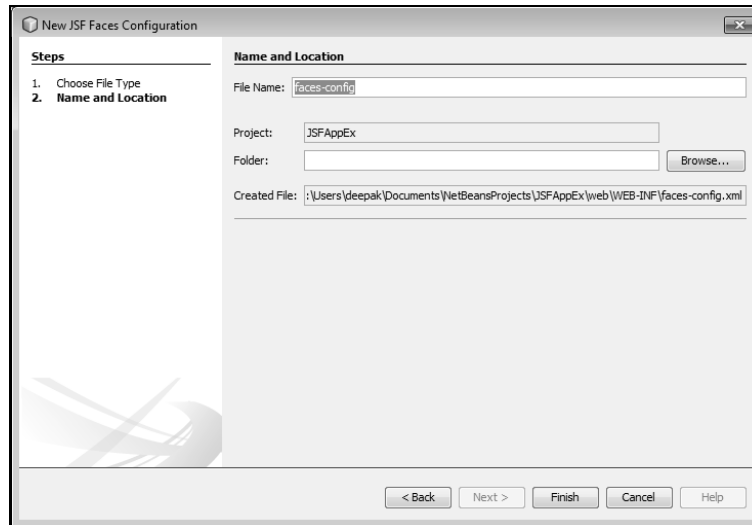 New JSF Faces Configuration
Steps
1. Choose File Type
2. Name and Location
Name and Location
File Name: faces-config
Project: JSFAppEx
Folder:
Browse...
Created File: :\Users\deepak\Documents\NetBeansProjects\JSFAppEx\web\WEB-INF\faces-config.xml
< Back
Next >
Finish
Cancel
Help